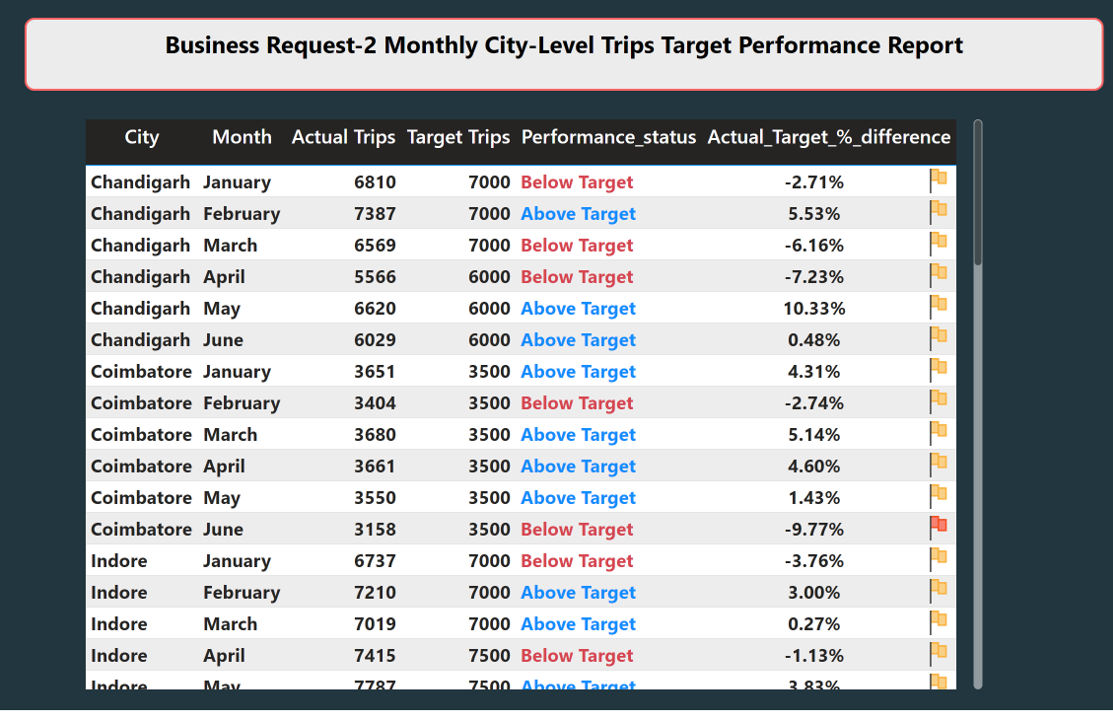 Business Request-2 Monthly City-Level Trips Target Performance Report
City Month Actual Trips Target Trips Performance_status Actual_Target_%_difference
Chandigarh January 6810 7000 Below Target -2.71%
Chandigarh February 7387 7000 Above Target 5.53%
Chandigarh March 6569 7000 Below Target -6.16%
Chandigarh April 5566 6000 Below Target -7.23%
Chandigarh May 6620 6000 Above Target 10.33%
Chandigarh June 6029 6000 Above Target 0.48%
Coimbatore January 3651 3500 Above Target 4.31%
Coimbatore February 3404 3500 Below Target -2.74%
Coimbatore March 3680 3500 Above Target 5.14%
Coimbatore April 3661 3500 Above Target 4.60%
Coimbatore May 3550 3500 Above Target 1.43%
Coimbatore June 3158 3500 Below Target -9.77%
Indore January 6737 7000 Below Target -3.76%
Indore February 7210 7000 Above Target 3.00%
Indore March 7019 7000 Above Target 0.27%
Indore April 7415 7500 Below Target -1.13%
Indore May 7787 7500 Above Target 3.83%